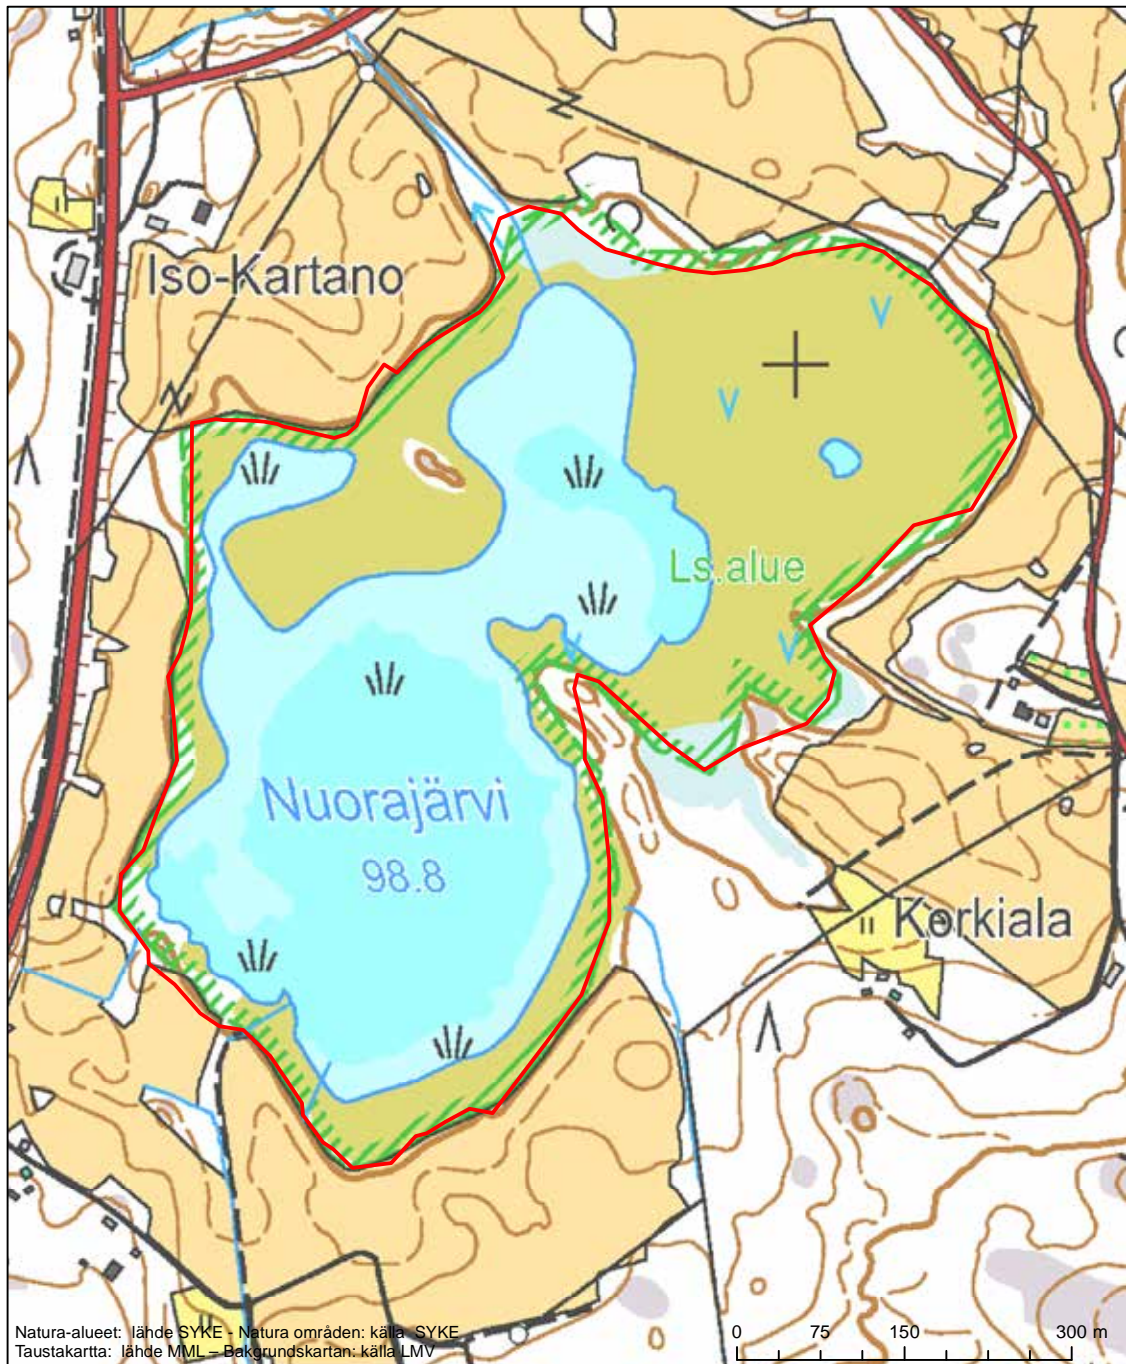 Iso-Kartano
Ls.alue
Nuorajärvi
98.8
Korkiala
Natura-alueet: lähde SYKE - Natura områden: källa SYKE
Taustakartta: lähde MML – Bakgrundskartan: källa LMV
0 75 150 300 m